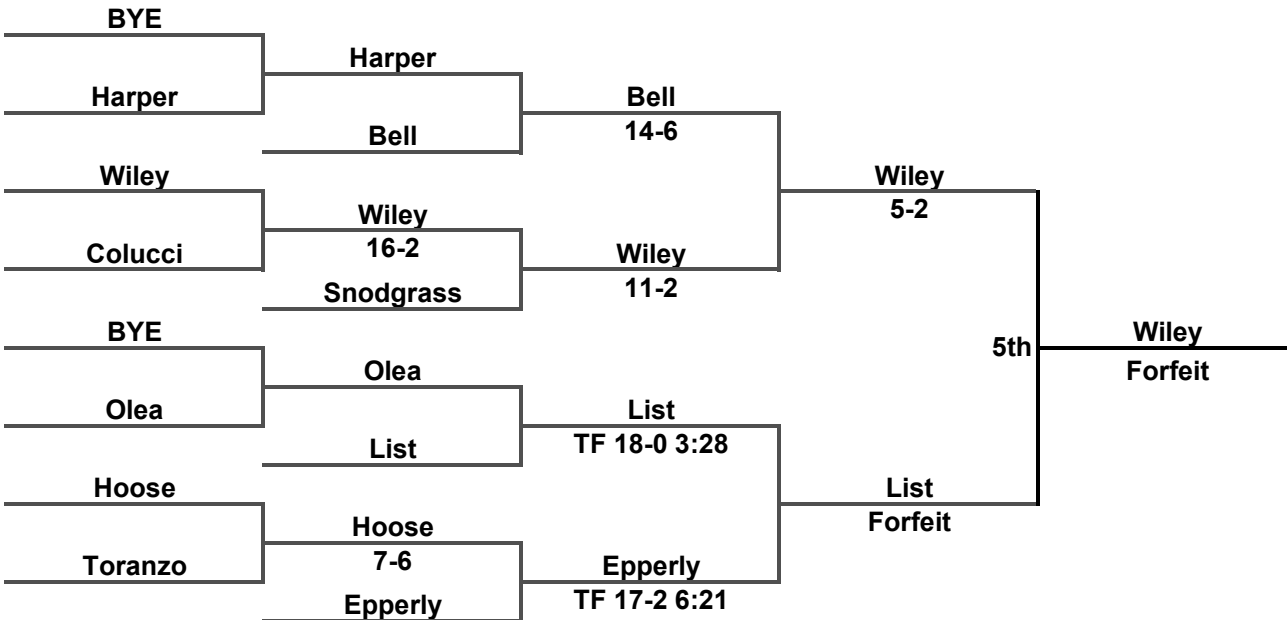 BYE
Harper
Harper
Bell
Bell
14-6
Wiley
Wiley
5-2
Wiley
16-2
Colucci
Wiley
11-2
Snodgrass
BYE
5th
Wiley
Forfeit
Olea
Olea
List
TF 18-0 3:28
List
Hoose
List
Forfeit
Hoose
7-6
Toranzo
Epperly
TF 17-2 6:21
Epperly